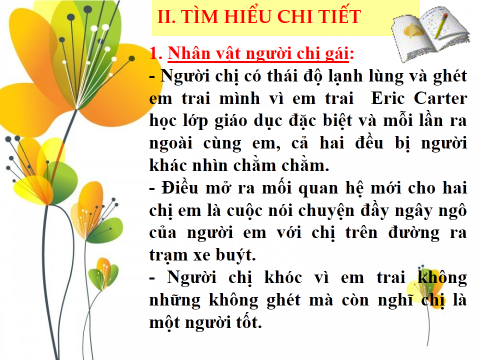 II. TÌM HIỂU CHI TIẾT
1. Nhân vật người chị gái:
- Người chị có thái độ lạnh lùng và ghét
em trai mình vì em trai Eric Carter
học lớp giáo dục đặc biệt và mỗi lần ra
ngoài cùng em, cả hai đều bị người
khác nhìn chằm chằm.
- Điều mở ra mối quan hệ mới cho hai
chị em là cuộc nói chuyện đầy ngây ngô
của người em với chị trên đường ra
trạm xe buýt.
- Người chị khóc vì em trai không
những không ghét mà còn nghĩ chị là
một người tốt.